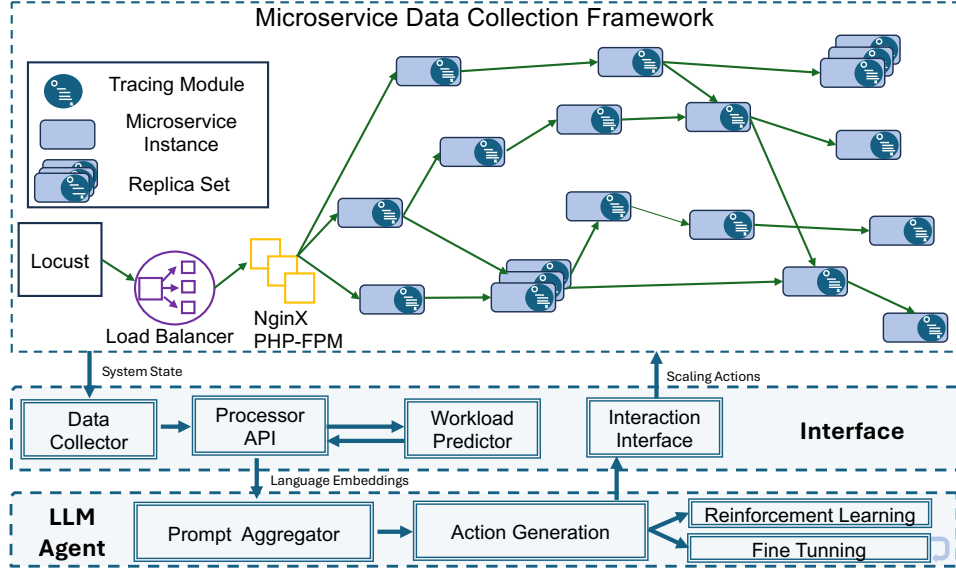 Microservice Data Collection Framework
Tracing Module
Microservice
Instance
Replica Set
Locust
Load Balancer
NginX
PHP-FPM
System State
Scaling Actions
Data
Collector
Processor
API
Workload
Predictor
Interaction
Interface
Interface
Language Embeddings
LLM
Agent
Prompt Aggregator
Action Generation
Reinforcement Learning
Fine Tunning